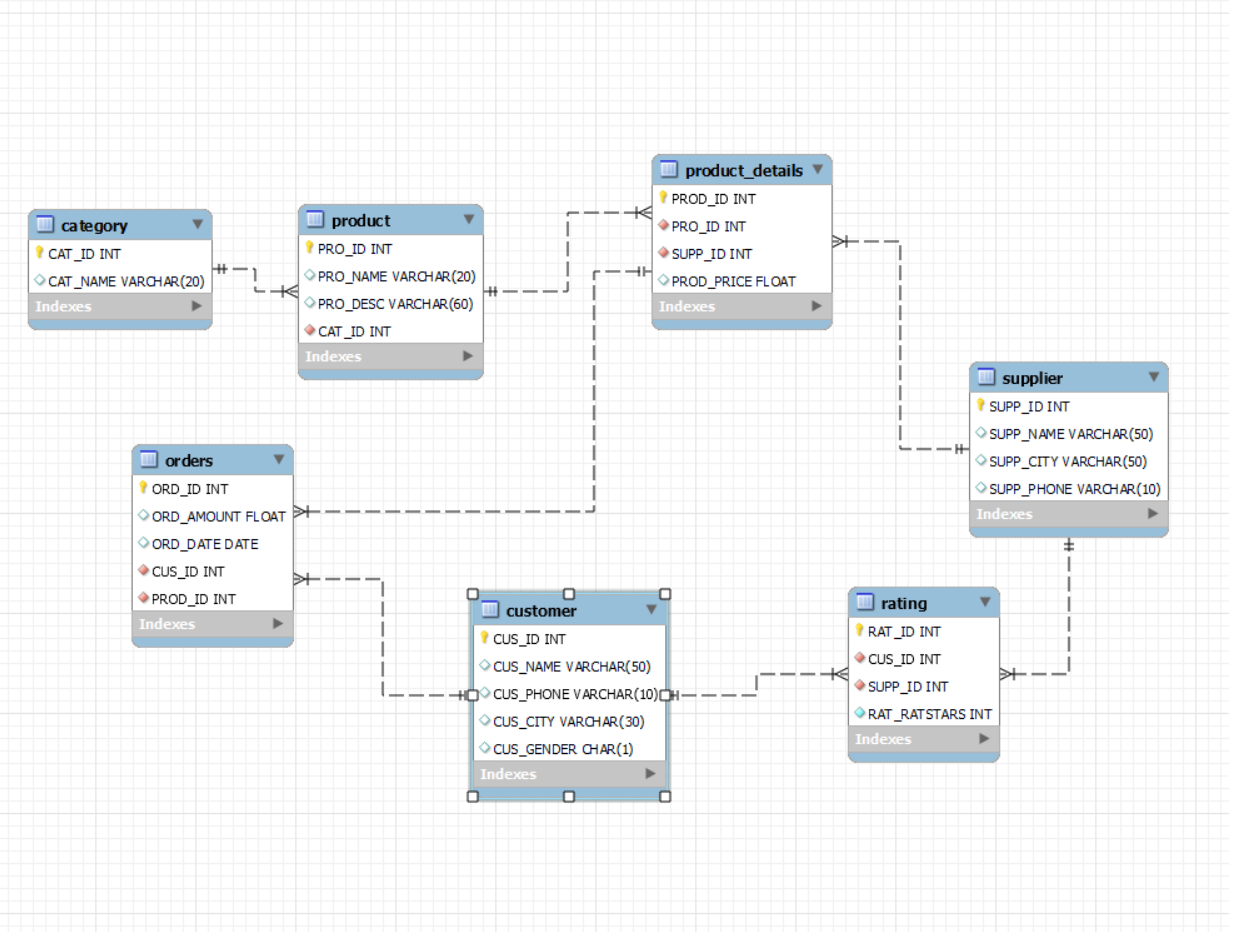 category
CAT_ID INT
CAT_NAME VARCHAR(20)
Indexes
product
PRO_ID INT
PRO_NAME VARCHAR(20)
PRO_DESC VARCHAR(60)
CAT_ID INT
Indexes
product_details
PROD_ID INT
PRO_ID INT
SUPP_ID INT
PROD_PRICE FLOAT
Indexes
supplier
SUPP_ID INT
SUPP_NAME VARCHAR(50)
SUPP_CITY VARCHAR(50)
SUPP_PHONE VARCHAR(10)
Indexes
orders
ORD_ID INT
ORD_AMOUNT FLOAT
ORD_DATE DATE
CUS_ID INT
PROD_ID INT
Indexes
customer
CUS_ID INT
CUS_NAME VARCHAR(50)
CUS_PHONE VARCHAR(10)
CUS_CITY VARCHAR(30)
CUS_GENDER CHAR(1)
Indexes
rating
RAT_ID INT
CUS_ID INT
SUPP_ID INT
RAT_RATSTARS INT
Indexes